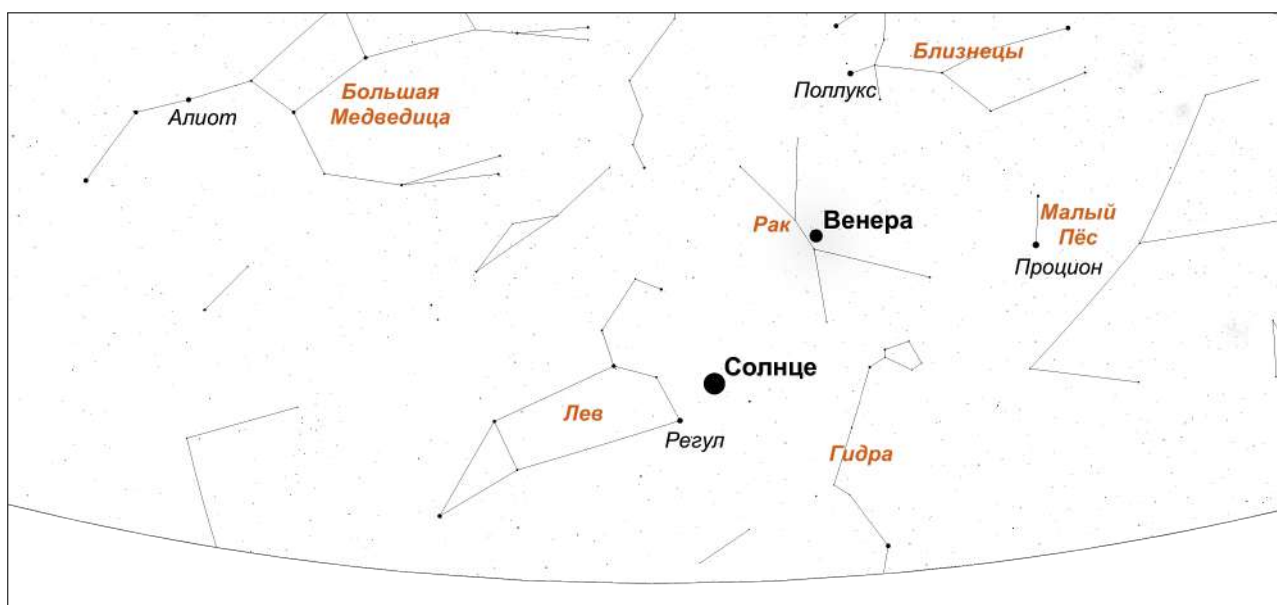 Близнецы
Поллукс
Большая
Медведица
Алиот
Рак
Венера
Малый
Пёс
Процион
Солнце
Лев
Регул
Гидра